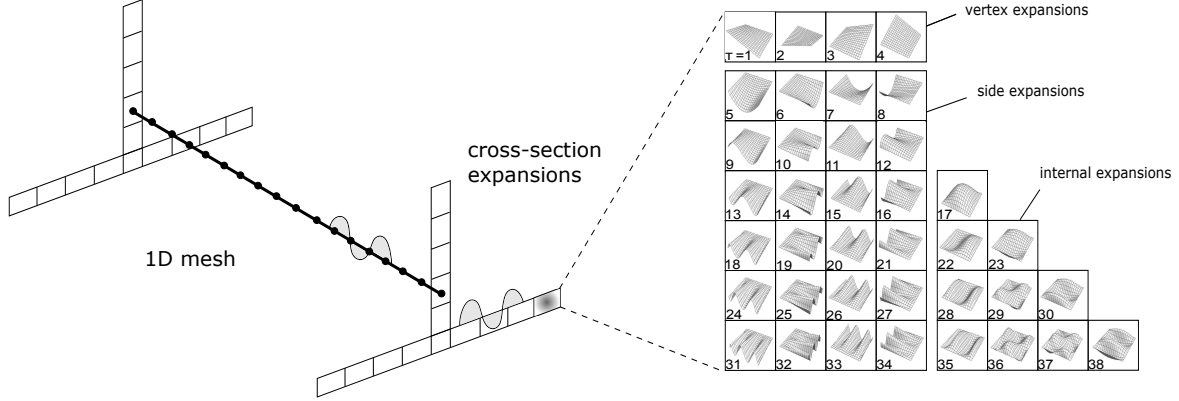 vertex expansions
τ =1 2 3 4
side expansions
5 6 7 8
cross-section
expansions
9 10 11 12
internal expansions
13 14 15 16 17
1D mesh
18 19 20 21 22 23
24 25 26 27 28 29 30
31 32 33 34 35 36 37 38